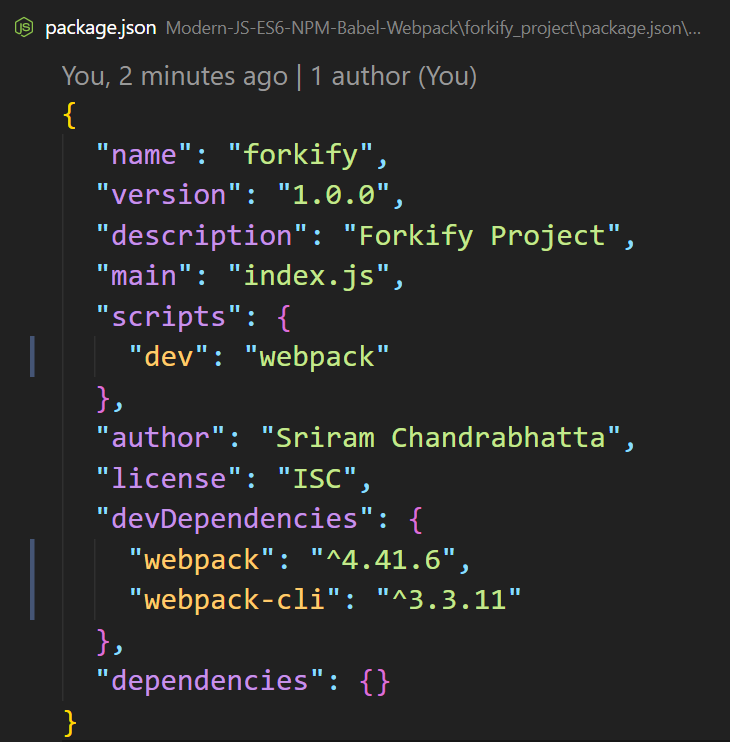 JS package.json Modern-JS-ES6-NPM-Babel-Webpack\forkify_project\package.json\...
You, 2 minutes ago | 1 author (You)
{
  "name": "forkify",
  "version": "1.0.0",
  "description": "Forkify Project",
  "main": "index.js",
  "scripts": {
    "dev": "webpack"
  },
  "author": "Sriram Chandrabhatta",
  "license": "ISC",
  "devDependencies": {
    "webpack": "^4.41.6",
    "webpack-cli": "^3.3.11"
  },
  "dependencies": {}
}